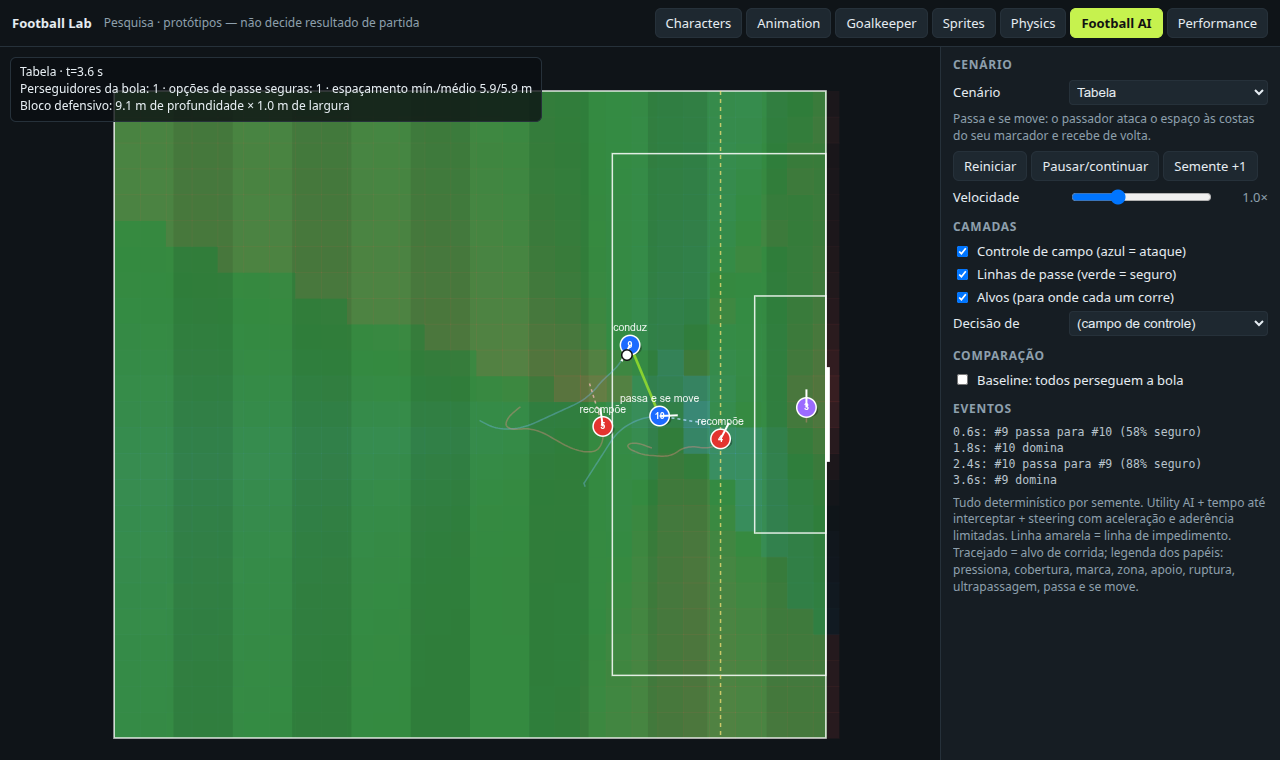 Football Lab
Pesquisa · protótipos — não decide resultado de partida
Characters
Animation
Goalkeeper
Sprites
Physics
Football AI
Performance
Tabela · t=3.6 s
Perseguidores da bola: 1 · opções de passe seguras: 1 · espaçamento mín./médio 5.9/5.9 m
Bloco defensivo: 9.1 m de profundidade × 1.0 m de largura
conduz
9
passa e se move
10
recompõe
5
recompõe
4
CENÁRIO
Cenário
Tabela
Passa e se move: o passador ataca o espaço às costas
do seu marcador e recebe de volta.
Reiniciar
Pausar/continuar
Semente +1
Velocidade
1.0×
CAMADAS
Controle de campo (azul = ataque)
Linhas de passe (verde = seguro)
Alvos (para onde cada um corre)
Decisão de
(campo de controle)
COMPARAÇÃO
Baseline: todos perseguem a bola
EVENTOS
0.6s: #9 passa para #10 (58% seguro)
1.8s: #10 domina
2.4s: #10 passa para #9 (88% seguro)
3.6s: #9 domina
Tudo determinístico por semente. Utility AI + tempo até
interceptar + steering com aceleração e aderência
limitadas. Linha amarela = linha de impedimento.
Tracejado = alvo de corrida; legenda dos papéis:
pressiona, cobertura, marca, zona, apoio, ruptura,
ultrapassagem, passa e se move.